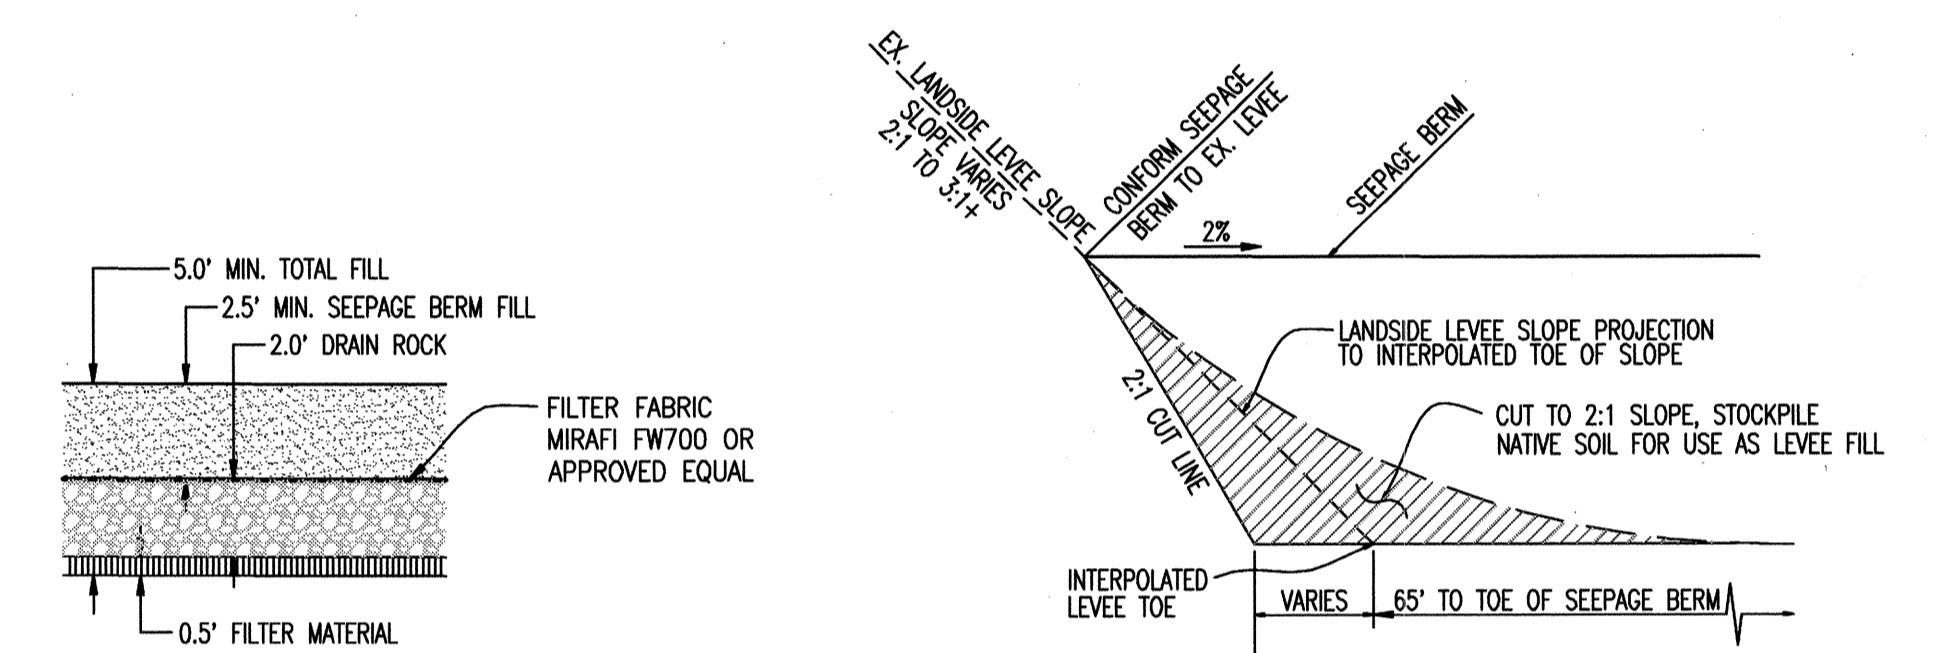 5.0' MIN. TOTAL FILL
2.5' MIN. SEEPAGE BERM FILL
2.0' DRAIN ROCK
FILTER FABRIC
MIRAFI FW700 OR
APPROVED EQUAL
0.5' FILTER MATERIAL
EX. LANDSIDE LEVEE SLOPE
SLOPE VARIES
2:1 TO 3:1+
CONFORM SEEPAGE
BERM TO EX. LEVEE
SEEPAGE BERM
2%
LANDSIDE LEVEE SLOPE PROJECTION
TO INTERPOLATED TOE OF SLOPE
2:1 CUT LINE
CUT TO 2:1 SLOPE, STOCKPILE
NATIVE SOIL FOR USE AS LEVEE FILL
INTERPOLATED
LEVEE TOE
VARIES
65' TO TOE OF SEEPAGE BERM